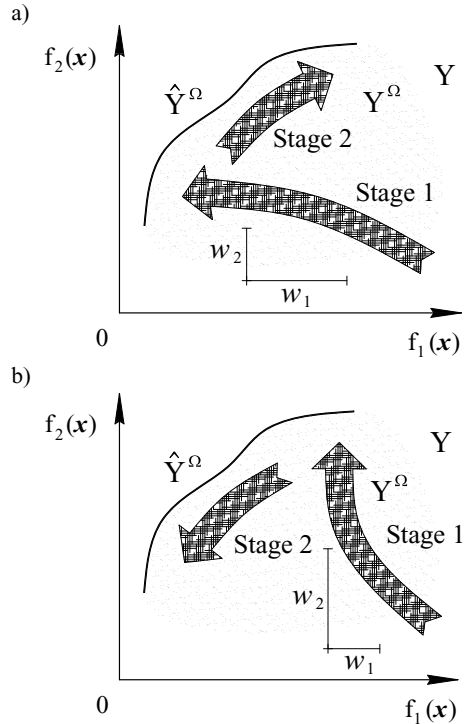 a)
f₂(x)
Y
Ŷ^Ω
Y^Ω
Stage 2
Stage 1
w₂
w₁
0
f₁(x)
b)
f₂(x)
Y
Ŷ^Ω
Y^Ω
Stage 1
Stage 2
w₂
w₁
0
f₁(x)